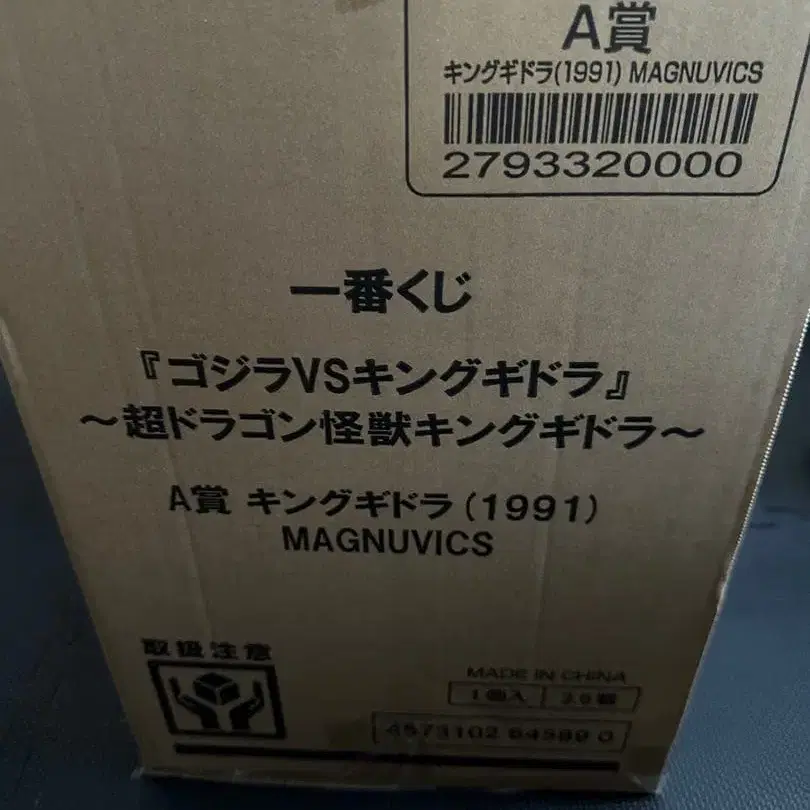 A賞
キングギドラ(1991) MAGNUVICS
2793320000
一番くじ
『ゴジラVSキングギドラ』
～超ドラゴン怪獣キングギドラ～
A賞 キングギドラ(1991)
MAGNUVICS
取扱注意
MADE IN CHINA
1個入
4573102 64589 0